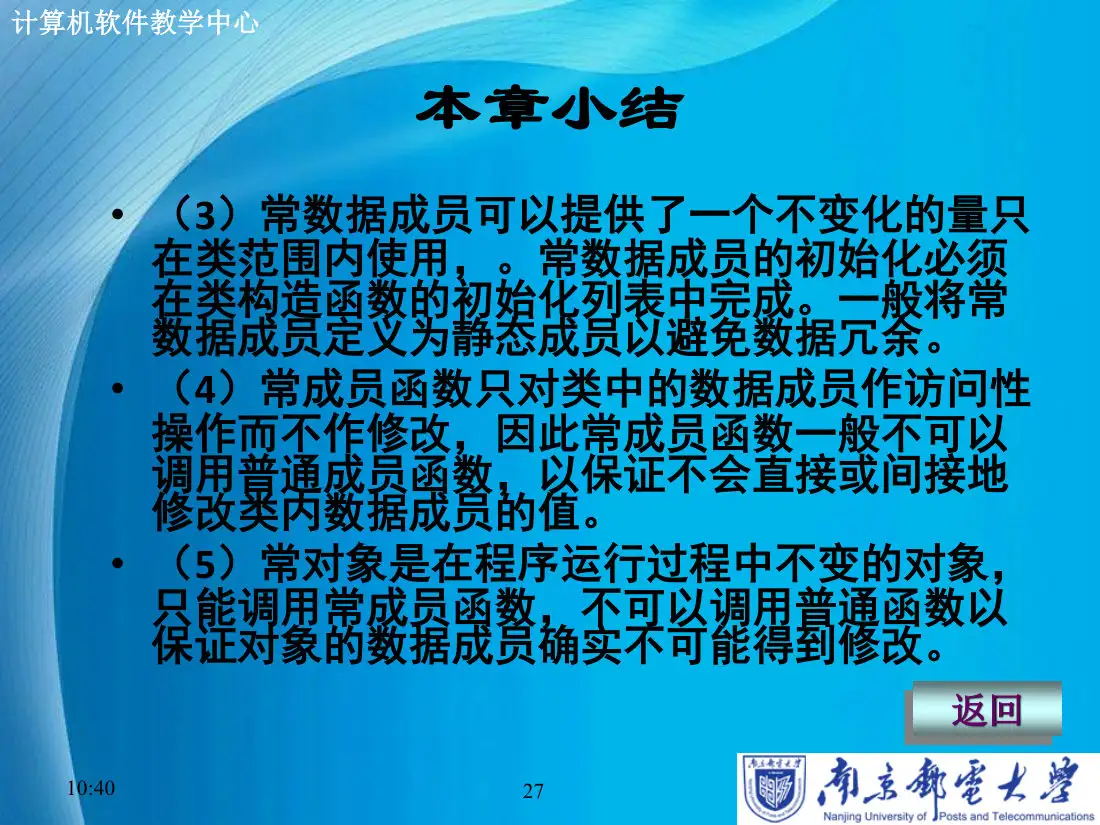 计算机软件教学中心
本章小结
• （3）常数据成员可以提供了一个不变化的量只
在类范围内使用，。常数据成员的初始化必须
在类构造函数的初始化列表中完成。一般将常
数据成员定义为静态成员以避免数据冗余。
• （4）常成员函数只对类中的数据成员作访问性
操作而不作修改，因此常成员函数一般不可以
调用普通成员函数，以保证不会直接或间接地
修改类内数据成员的值。
• （5）常对象是在程序运行过程中不变的对象，
只能调用常成员函数，不可以调用普通函数以
保证对象的数据成员确实不可能得到修改。
返回
10:40
27
南京郵電大學
Nanjing University of Posts and Telecommunications